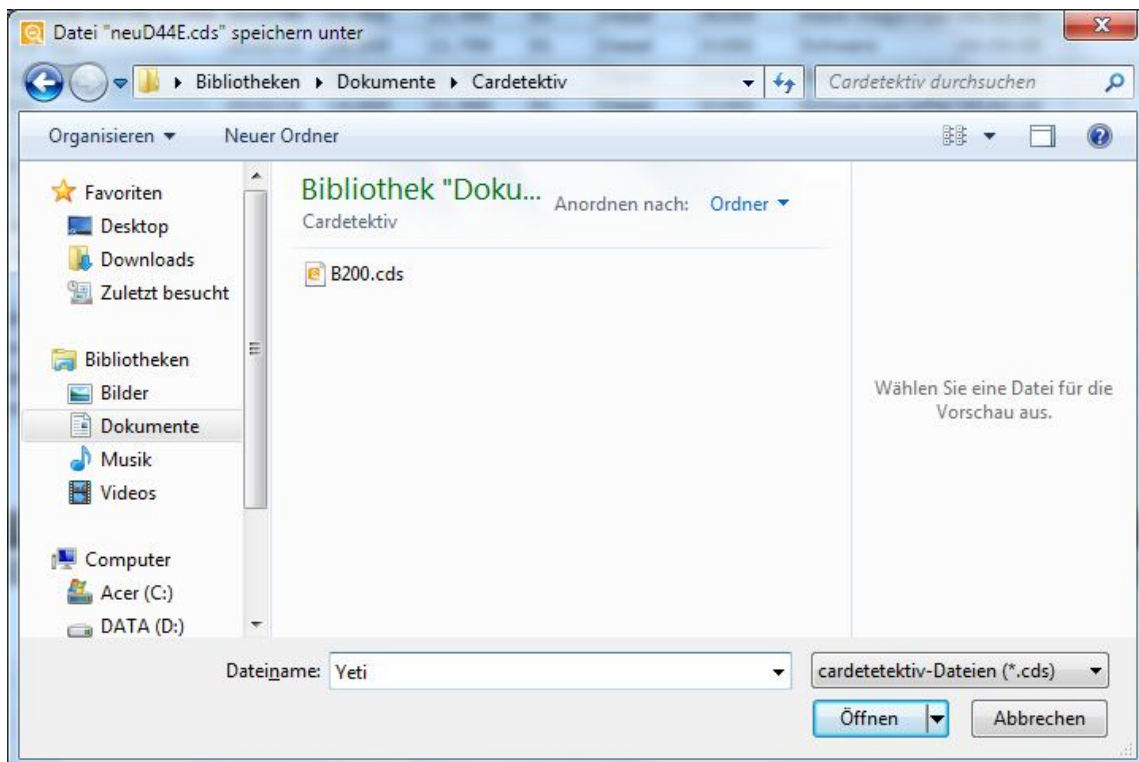 Datei "neuD44E.cds" speichern unter
Bibliotheken Dokumente Cardetektiv
Cardetektiv durchsuchen
Organisieren
Neuer Ordner
Favoriten
Desktop
Downloads
Zuletzt besucht
Bibliotheken
Bilder
Dokumente
Musik
Videos
Computer
Acer (C:)
DATA (D:)
Bibliothek "Doku...
Cardetektiv
Anordnen nach: Ordner
B200.cds
Wählen Sie eine Datei für die
Vorschau aus.
Dateiname: Yeti
cardetetektiv-Dateien (*.cds)
Öffnen
Abbrechen